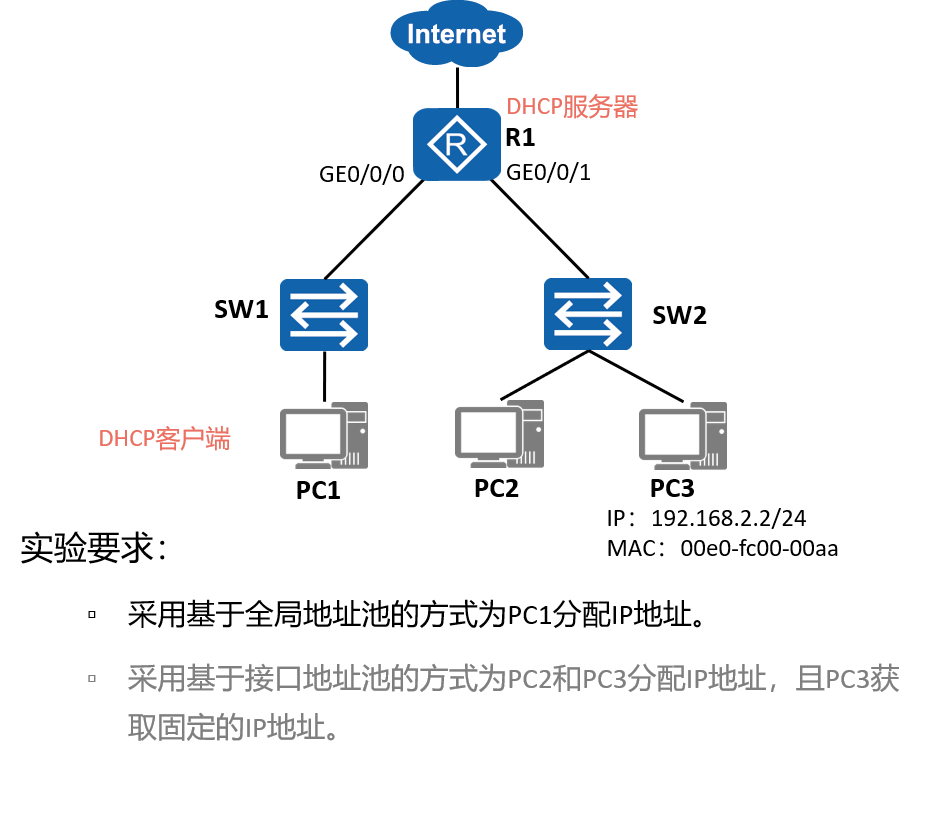 Internet
DHCP服务器
R
R1
GE0/0/0
GE0/0/1
SW1
SW2
DHCP客户端
PC1
PC2
PC3
IP：192.168.2.2/24
MAC：00e0-fc00-00aa
实验要求：
采用基于全局地址池的方式为PC1分配IP地址。
采用基于接口地址池的方式为PC2和PC3分配IP地址，且PC3获
取固定的IP地址。